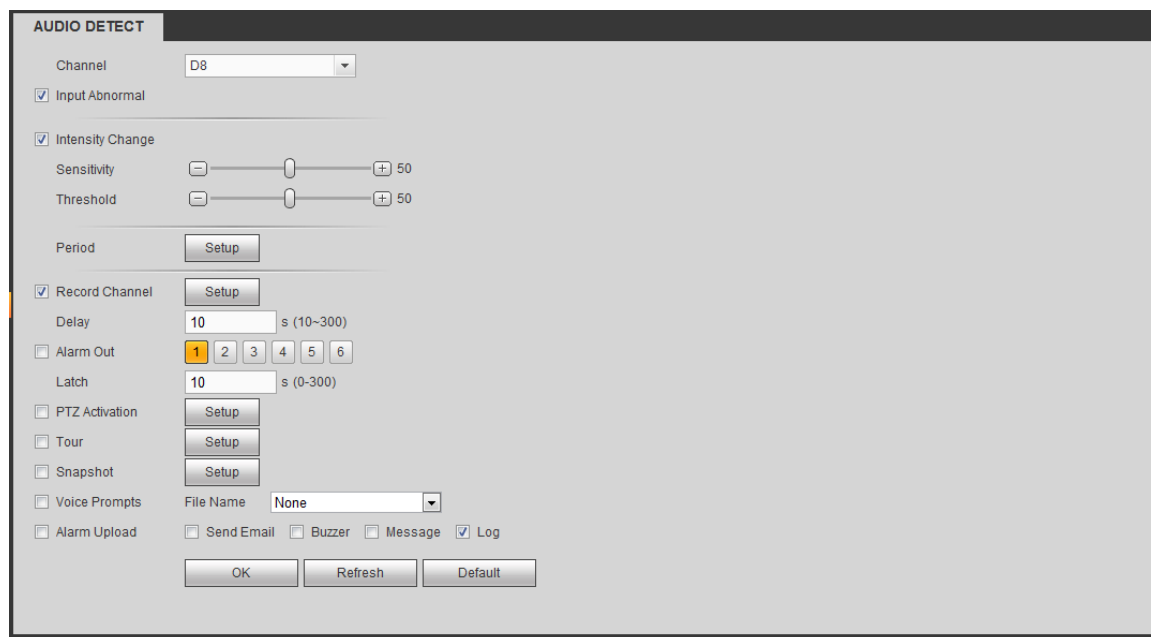 AUDIO DETECT
Channel D8
Input Abnormal
Intensity Change
Sensitivity 50
Threshold 50
Period Setup
Record Channel Setup
Delay 10 s (10~300)
Alarm Out 1 2 3 4 5 6
Latch 10 s (0-300)
PTZ Activation Setup
Tour Setup
Snapshot Setup
Voice Prompts File Name None
Alarm Upload Send Email Buzzer Message Log
OK Refresh Default